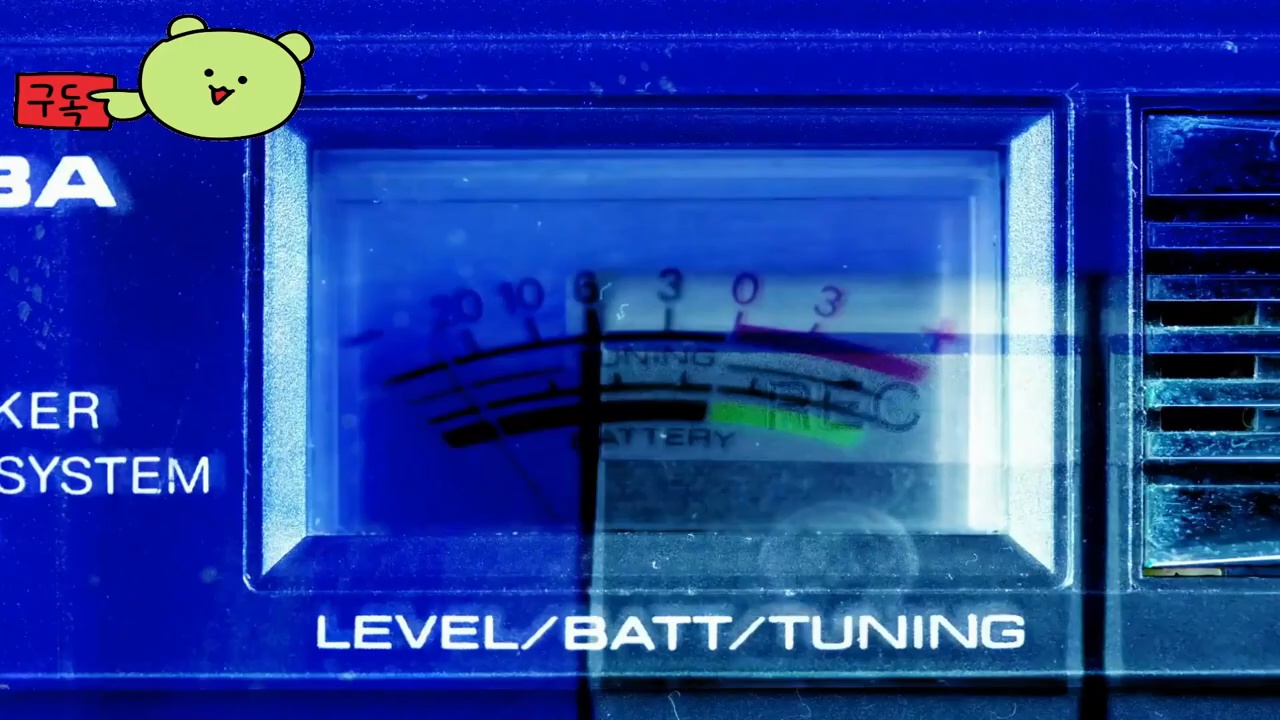 구독
BA
KER
SYSTEM
20 10 6 3 0 3
- +
TUNING
REC
BATTERY
LEVEL/BATT/TUNING